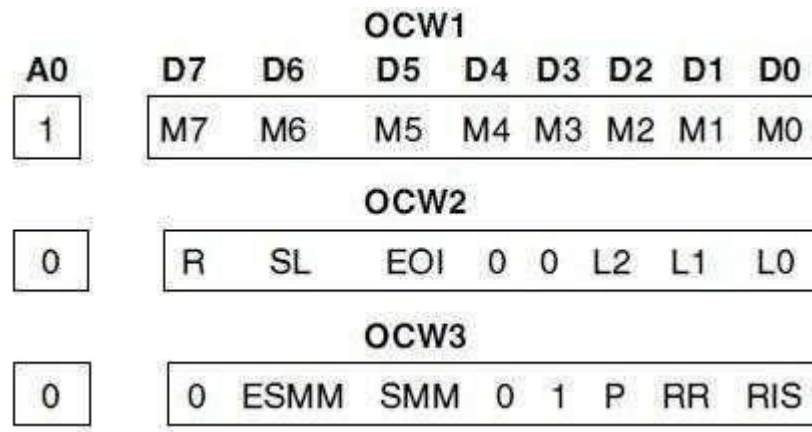 OCW1
A0 D7 D6 D5 D4 D3 D2 D1 D0
1 M7 M6 M5 M4 M3 M2 M1 M0
OCW2
0 R SL EOI 0 0 L2 L1 L0
OCW3
0 0 ESMM SMM 0 1 P RR RIS